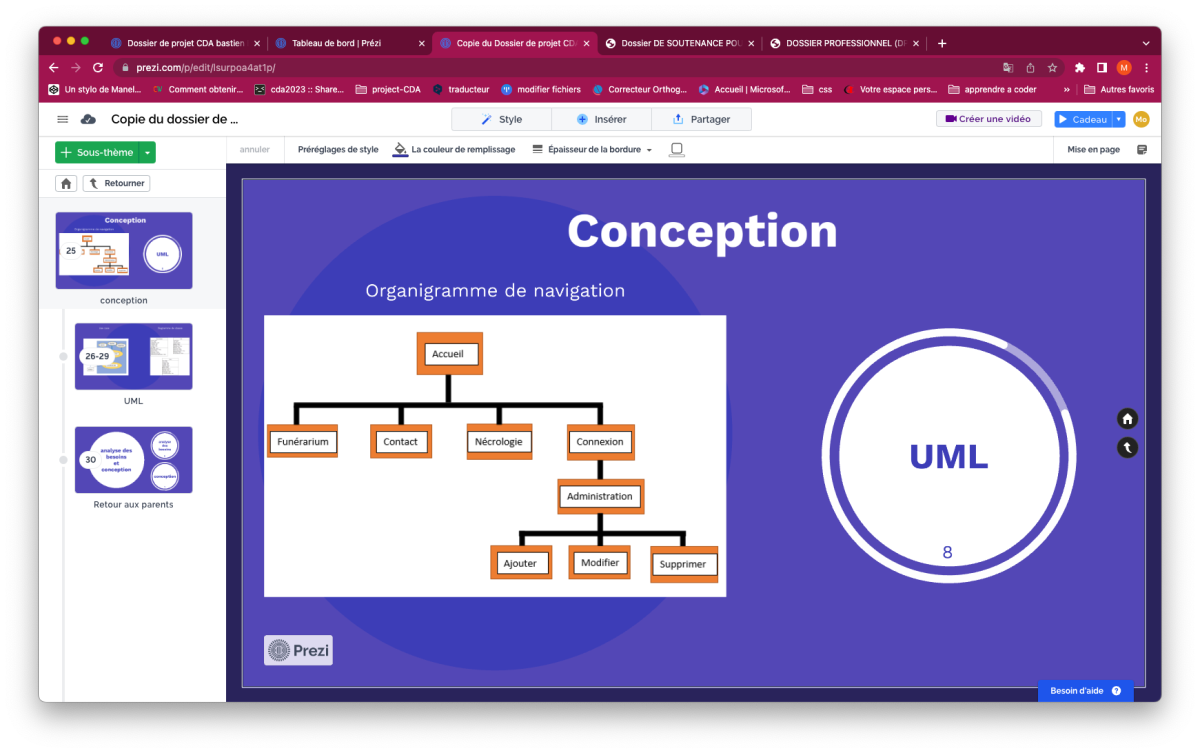 Dossier de projet CDA bastien
Tableau de bord | Prézi
Copie du Dossier de projet CD
Dossier DE SOUTENANCE POU
DOSSIER PROFESSIONNEL (D
prezi.com/p/edit/lsurpoa4at1p/
M
Un stylo de Manel...
Comment obtenir...
cda2023 :: Share...
project-CDA
traducteur
modifier fichiers
Correcteur Orthog...
Accueil | Microsof...
css
Votre espace pers...
apprendre a coder
»
Autres favoris
Copie du dossier de ...
Style
Insérer
Partager
Créer une vidéo
Cadeau
Mo
+ Sous-thème
annuler
Préréglages de style
La couleur de remplissage
Épaisseur de la bordure
Mise en page
Retourner
Conception
UML
25
conception
26-29
UML
analyse des
besoins
et
conception
30
conception
Retour aux parents
Conception
Organigramme de navigation
Accueil
Funérarium
Contact
Nécrologie
Connexion
Administration
Ajouter
Modifier
Supprimer
UML
8
Prezi
Besoin d'aide ?